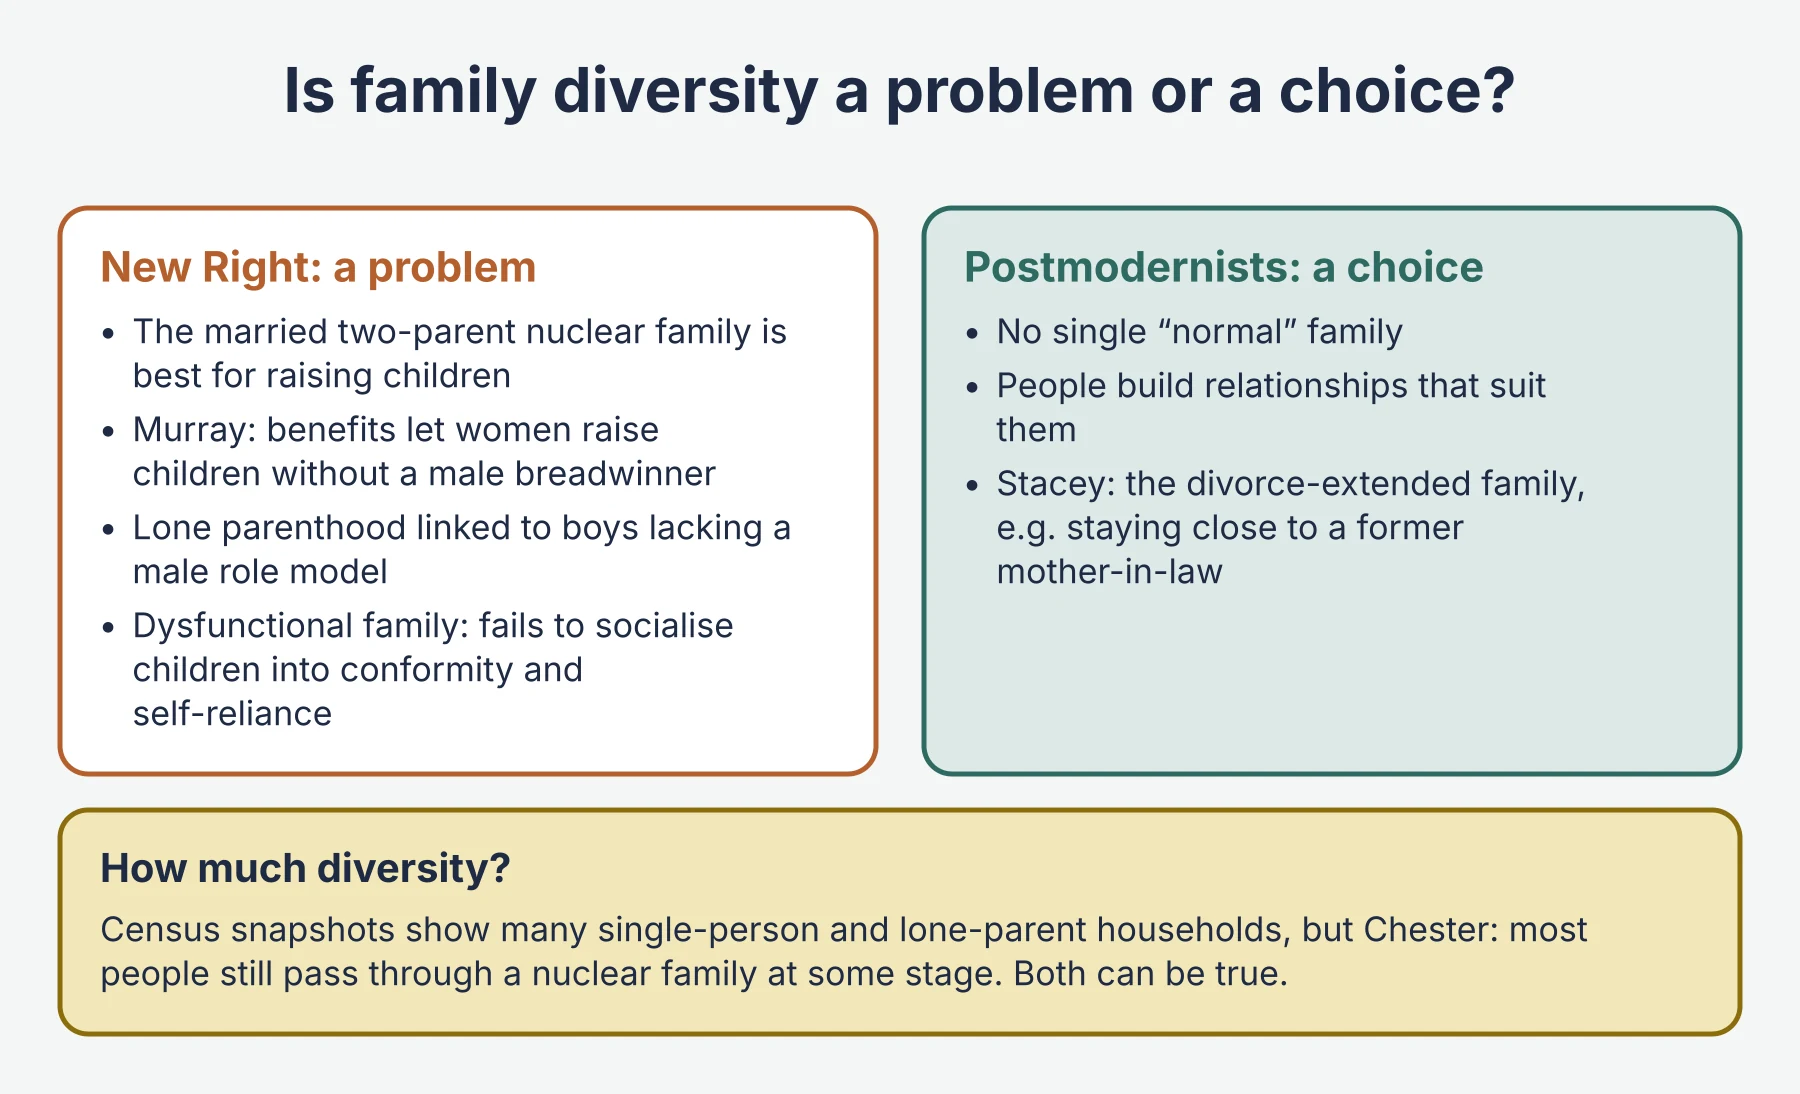 Is family diversity a problem or a choice?
New Right: a problem
• The married two-parent nuclear family is
best for raising children
• Murray: benefits let women raise
children without a male breadwinner
• Lone parenthood linked to boys lacking a
male role model
• Dysfunctional family: fails to socialise
children into conformity and
self-reliance
Postmodernists: a choice
• No single “normal” family
• People build relationships that suit
them
• Stacey: the divorce-extended family,
e.g. staying close to a former
mother-in-law
How much diversity?
Census snapshots show many single-person and lone-parent households, but Chester: most
people still pass through a nuclear family at some stage. Both can be true.